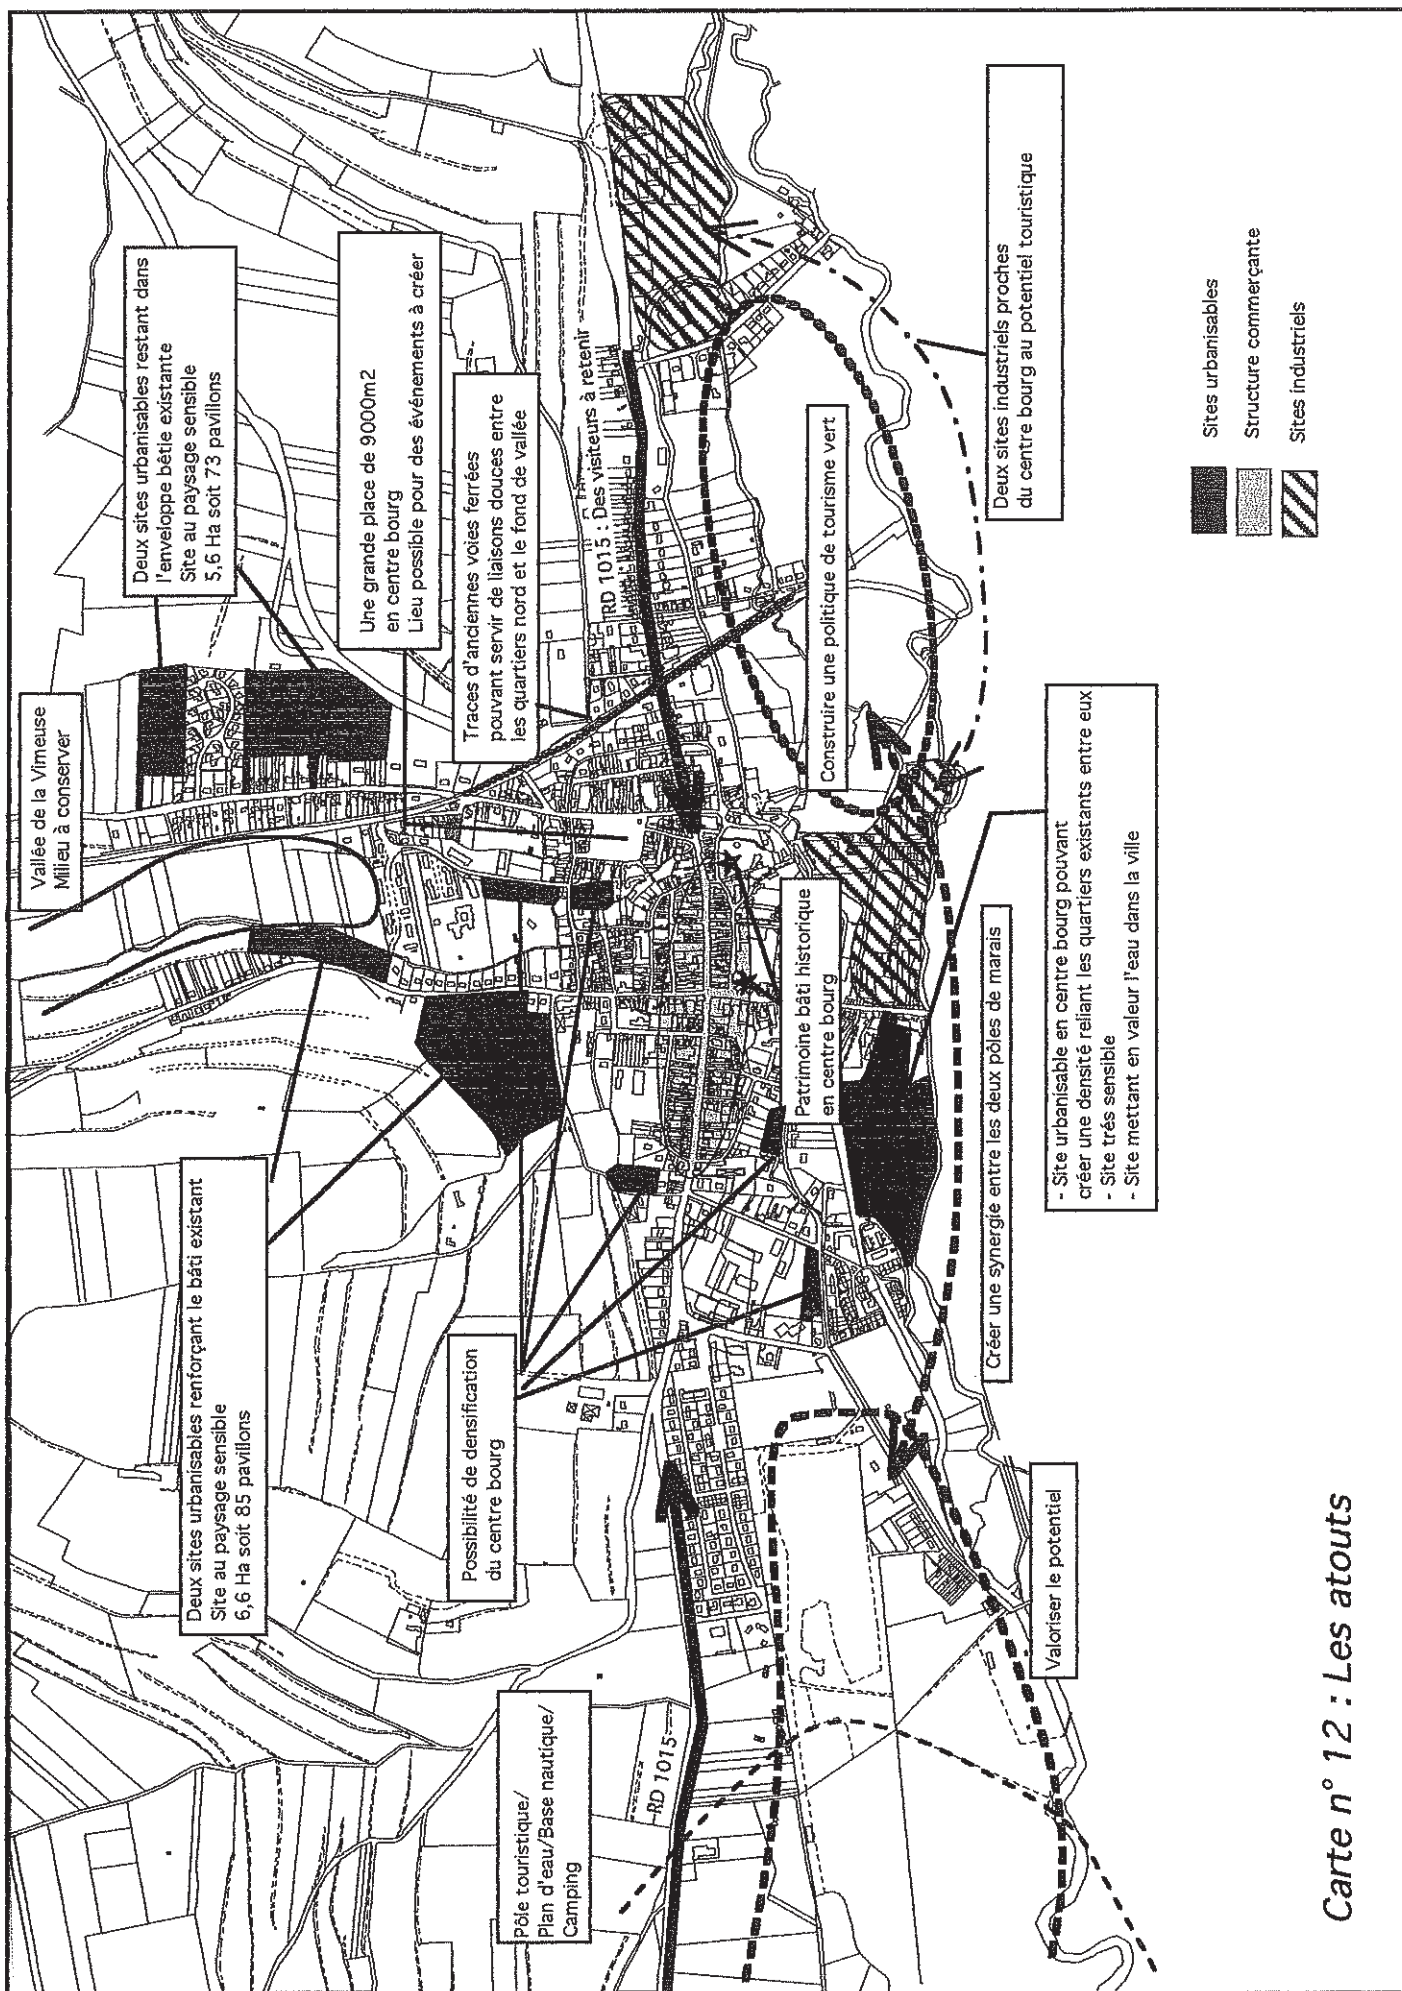 Vallée de la Vimeuse
Milieu à conserver
Deux sites urbanisables restant dans
l'enveloppe bêtie existante
Site au paysage sensible
5,6 Ha soit 73 pavillons
Une grande place de 9000m2
en centre bourg
Lieu possible pour des événements à créer
Traces d'anciennes voies ferrées
pouvant servir de liaisons douces entre
les quartiers nord et le fond de vallée
RD 1015 : Des visiteurs à retenir
Deux sites urbanisables renforçant le bâti existant
Site au paysage sensible
6,6 Ha soit 85 pavillons
Possibilité de densification
du centre bourg
Pôle touristique/
Plan d'eau/Base nautique/
Camping
RD 1015
Construire une politique de tourisme vert
Patrimoine bâti historique
en centre bourg
Deux sites industriels proches
du centre bourg au potentiel touristique
Créer une synergie entre les deux pôles de marais
- Site urbanisable en centre bourg pouvant
créer une densité reliant les quartiers existants entre eux
- Site trés sensible
- Site mettant en valeur l'eau dans la ville
Valoriser le potentiel
Sites urbanisables
Structure commerçante
Sites industriels
Carte n° 12 : Les atouts